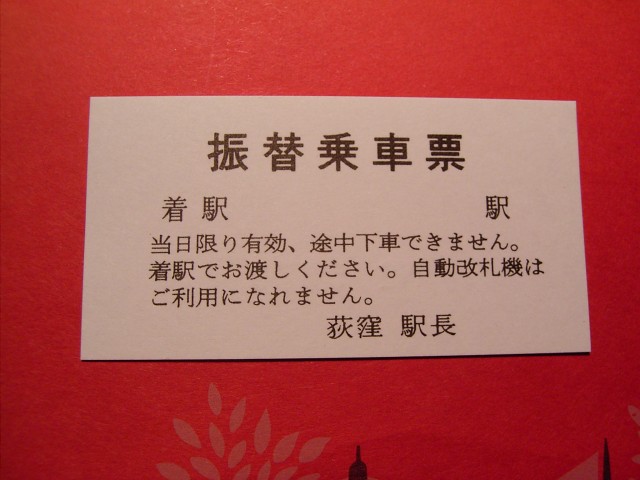 振替乗車票
着駅 駅
当日限り有効、途中下車できません。
着駅でお渡しください。自動改札機は
ご利用になれません。
荻窪 駅長